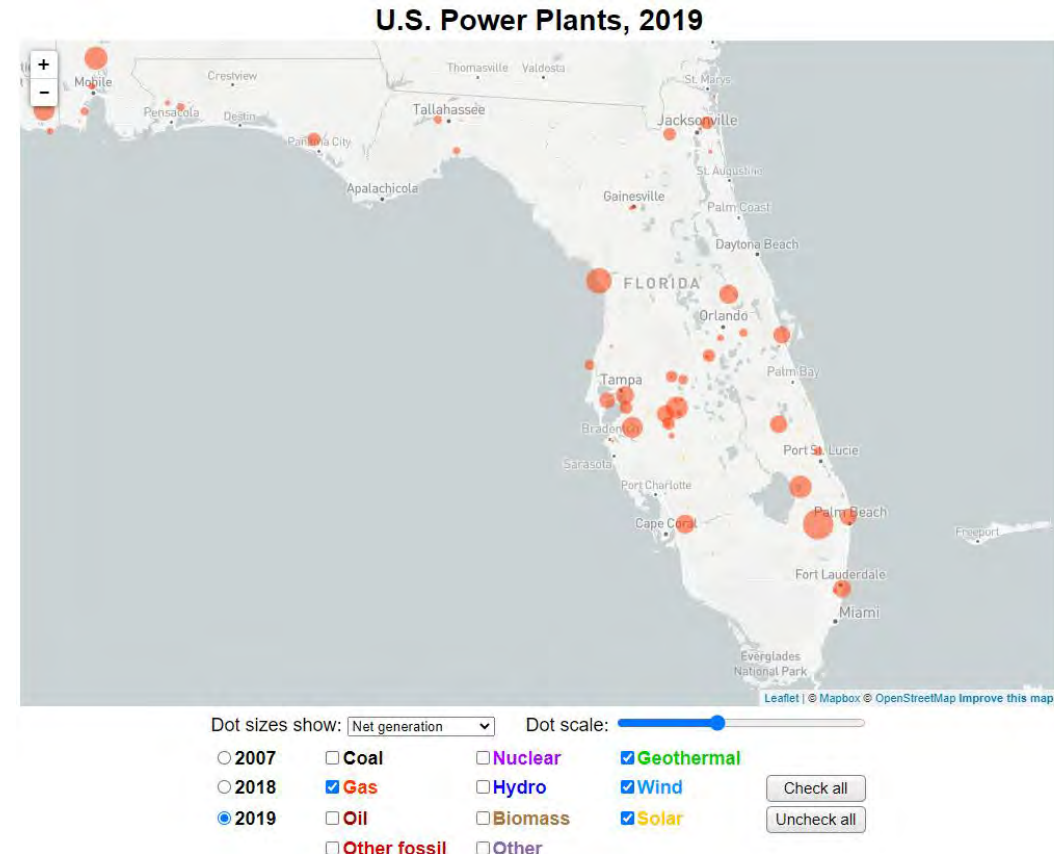 U.S. Power Plants, 2019
+
−
Mobile
Crestview
Thomasville Valdosta
St. Marys
Pensacola
Destin
Tallahassee
Jacksonville
Panama City
St. Augustine
Apalachicola
Gainesville
Palm Coast
Daytona Beach
FLORIDA
Orlando
Palm Bay
Tampa
Bradenton
Port St. Lucie
Sarasota
Port Charlotte
Palm Beach
Cape Coral
Freeport
Fort Lauderdale
Miami
Everglades
National Park
Leaflet | © Mapbox © OpenStreetMap Improve this map
Dot sizes show: Net generation Dot scale:
2007 Coal Nuclear Geothermal
2018 Gas Hydro Wind Check all
2019 Oil Biomass Solar Uncheck all
Other fossil Other